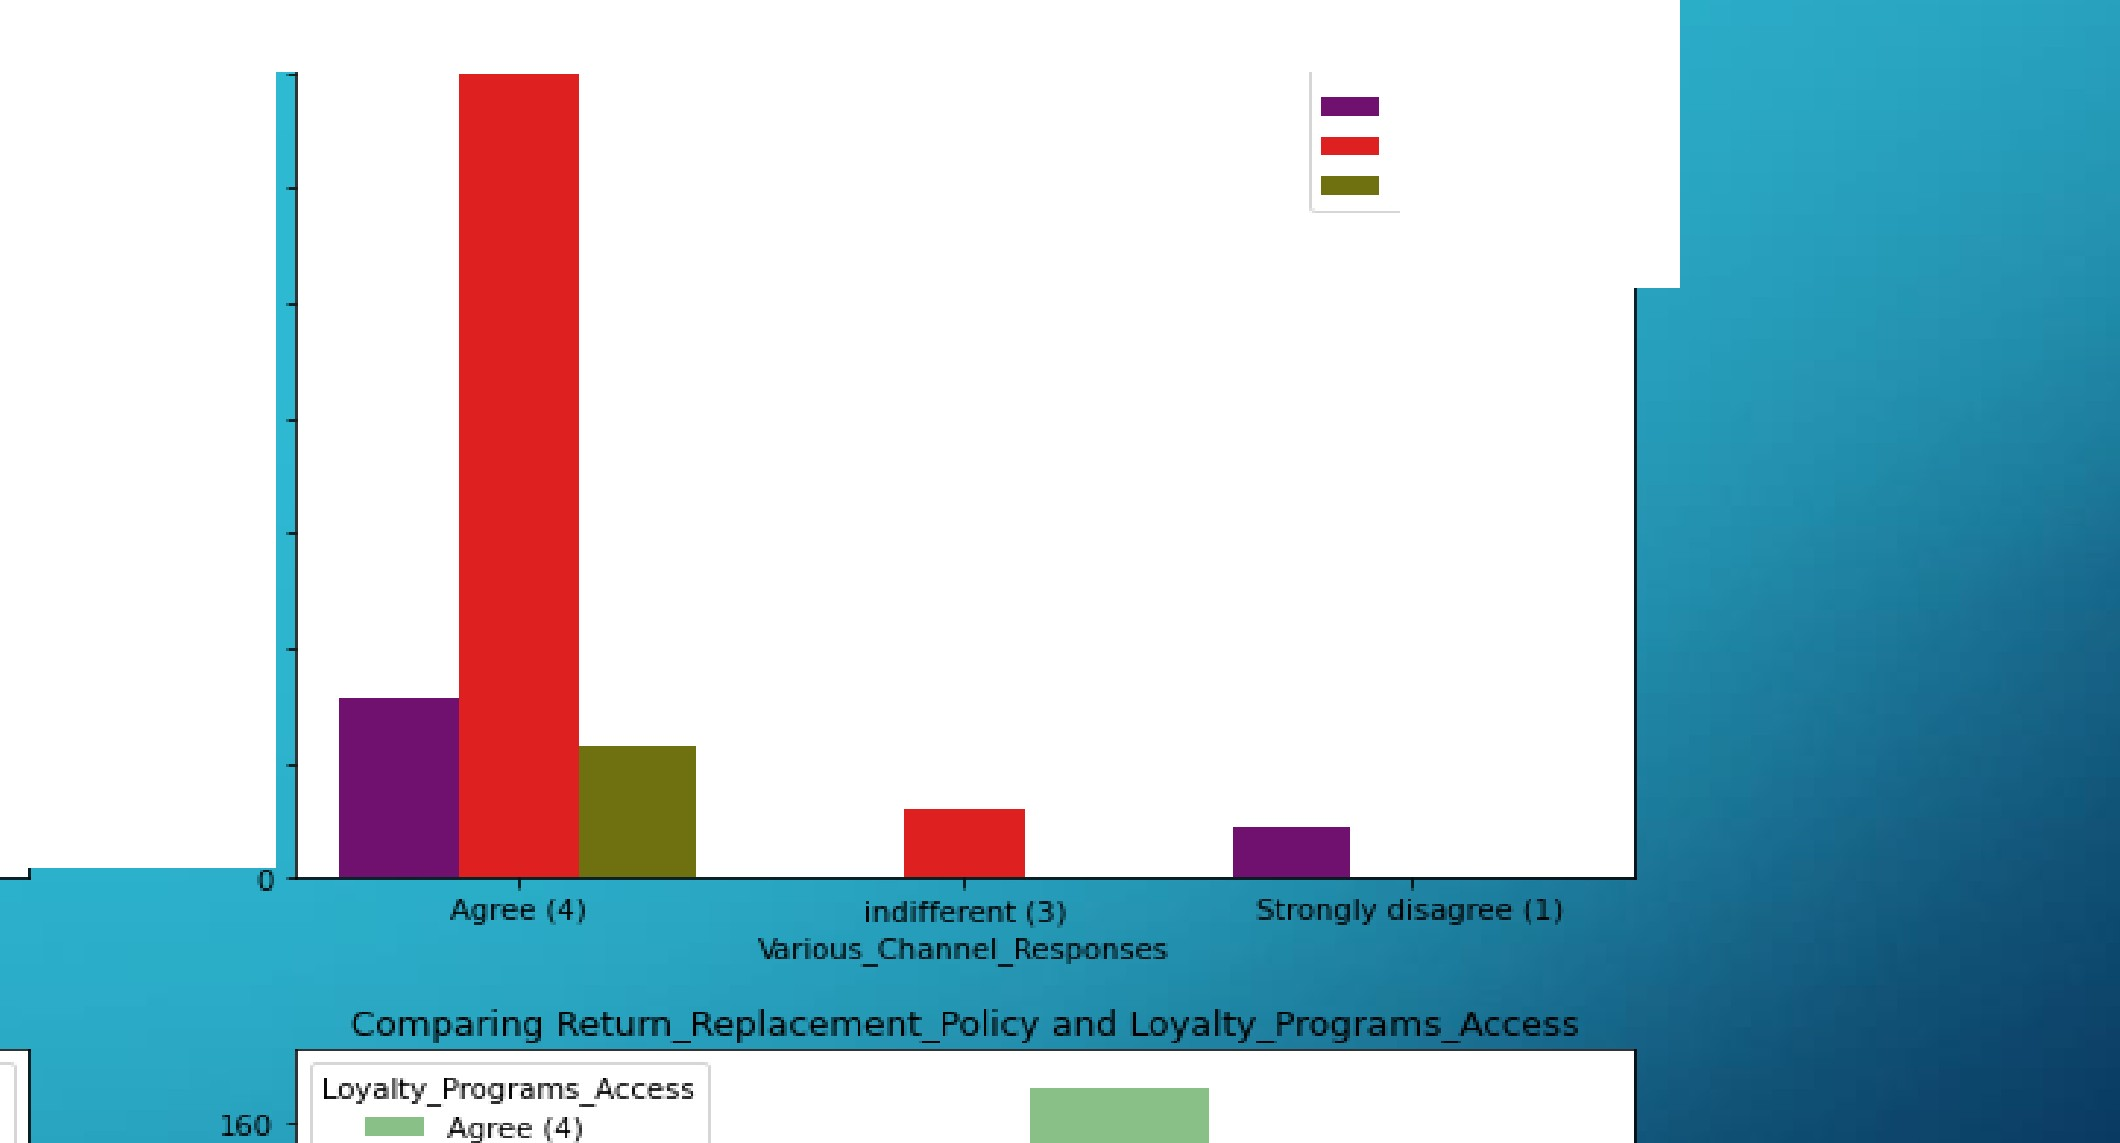 0
Agree (4)
indifferent (3)
Strongly disagree (1)
Various_Channel_Responses
Comparing Return_Replacement_Policy and Loyalty_Programs_Access
Loyalty_Programs_Access
160
Agree (4)